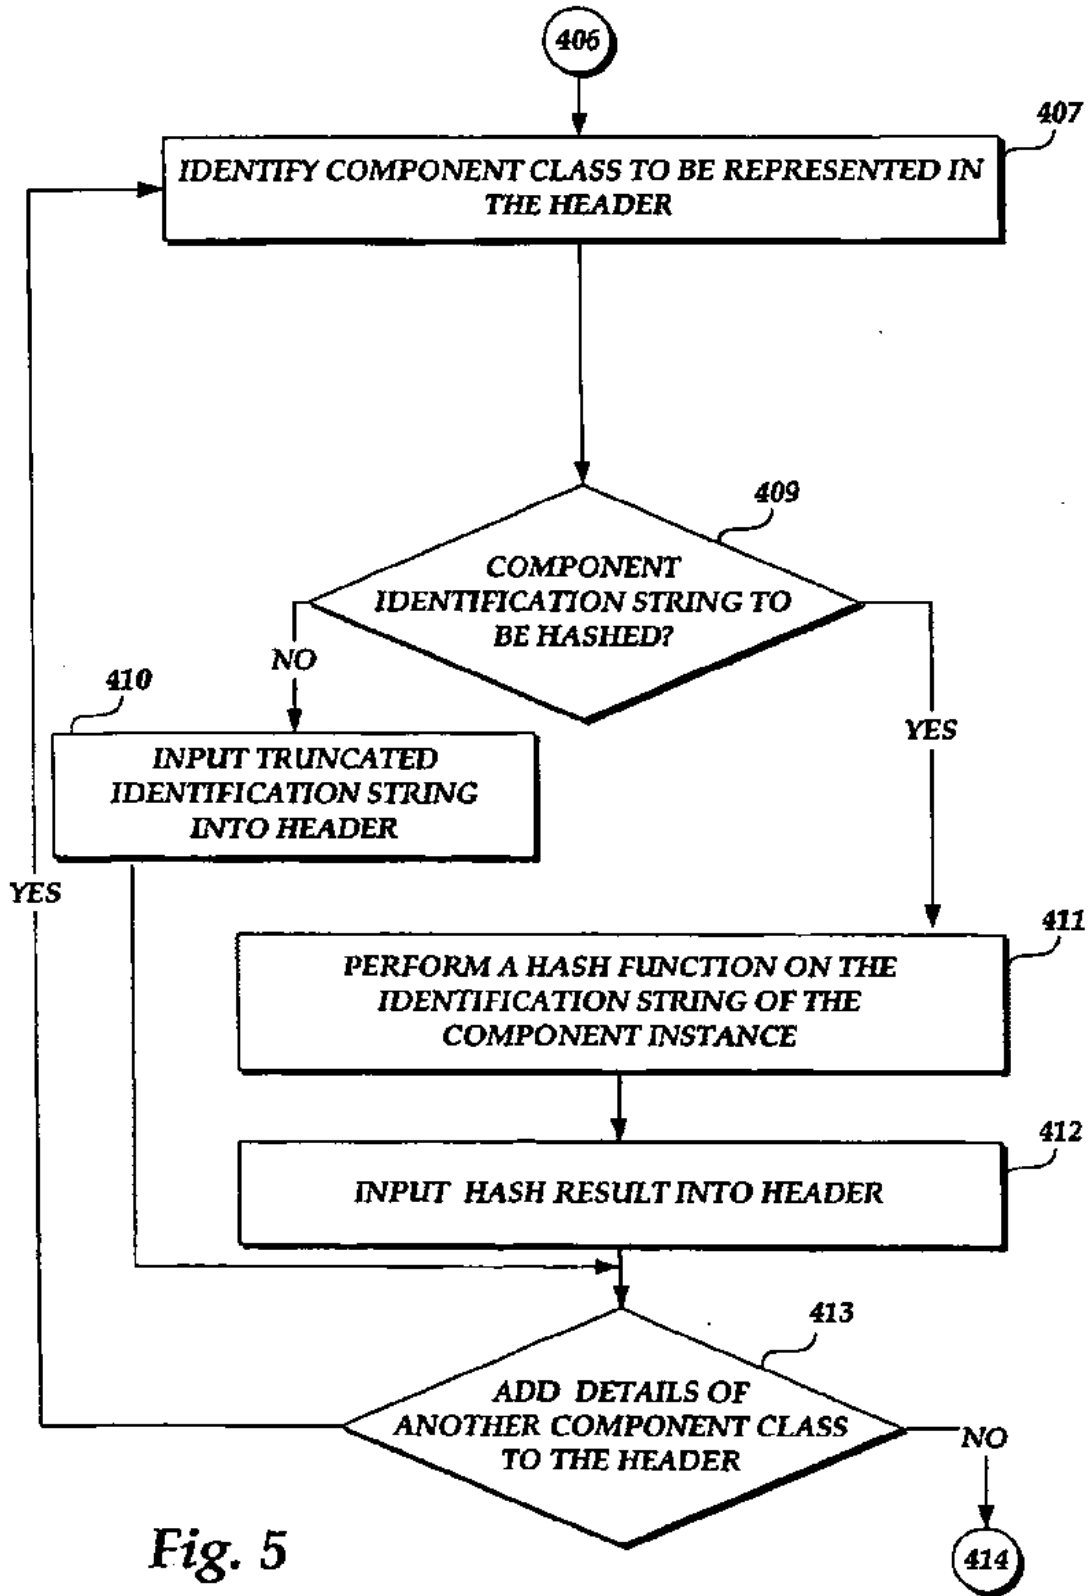 406
407
IDENTIFY COMPONENT CLASS TO BE REPRESENTED IN
THE HEADER
409
COMPONENT
IDENTIFICATION STRING TO
BE HASHED?
NO
YES
410
INPUT TRUNCATED
IDENTIFICATION STRING
INTO HEADER
YES
411
PERFORM A HASH FUNCTION ON THE
IDENTIFICATION STRING OF THE
COMPONENT INSTANCE
412
INPUT HASH RESULT INTO HEADER
413
ADD DETAILS OF
ANOTHER COMPONENT CLASS
TO THE HEADER
NO
414
Fig. 5